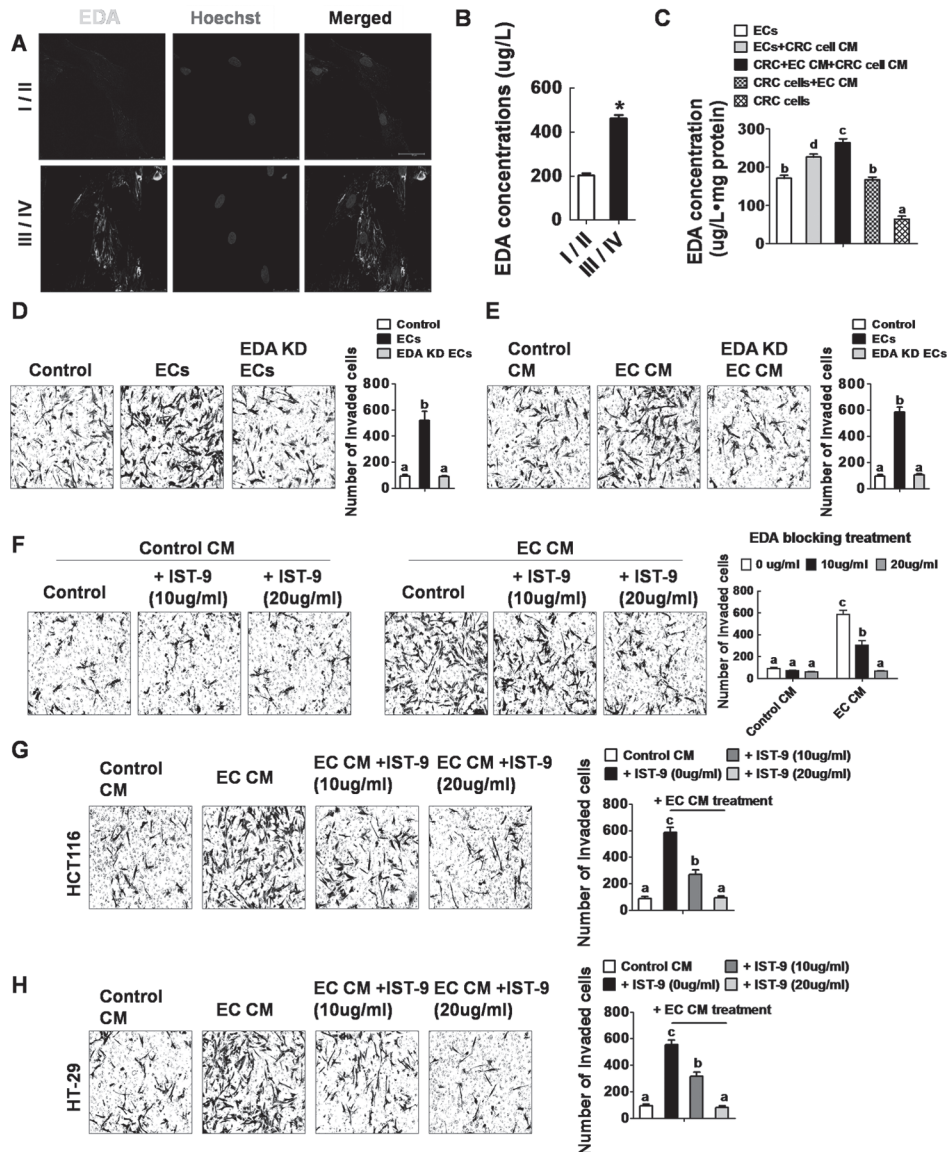 A
EDA Hoechst Merged
I / II
III / IV
B
EDA concentrations (ug/L)
600
400
200
0
*
I / II
III / IV
C
ECs
ECs+CRC cell CM
CRC+EC CM+CRC cell CM
CRC cells+EC CM
CRC cells
EDA concentration
(ug/L•mg protein)
300
200
100
0
b d c b a
D
Control ECs EDA KD
ECs
Control
ECs
EDA KD ECs
Number of Invaded cells
800
600
400
200
0
a b a
E
Control
CM
EC CM
EDA KD
EC CM
Control
ECs
EDA KD ECs
Number of Invaded cells
800
600
400
200
0
a b a
F
Control CM
Control
+ IST-9
(10ug/ml)
+ IST-9
(20ug/ml)
EC CM
Control
+ IST-9
(10ug/ml)
+ IST-9
(20ug/ml)
EDA blocking treatment
0 ug/ml 10ug/ml 20ug/ml
Number of Invaded cells
800
600
400
200
0
a a a c b a
Control CM
EC CM
G
HCT116
Control
CM
EC CM
EC CM +IST-9
(10ug/ml)
EC CM +IST-9
(20ug/ml)
Control CM + IST-9 (10ug/ml)
+ IST-9 (0ug/ml) + IST-9 (20ug/ml)
+ EC CM treatment
Number of Invaded cells
800
600
400
200
0
a c b a
H
HT-29
Control
CM
EC CM
EC CM +IST-9
(10ug/ml)
EC CM +IST-9
(20ug/ml)
Control CM + IST-9 (10ug/ml)
+ IST-9 (0ug/ml) + IST-9 (20ug/ml)
+ EC CM treatment
Number of Invaded cells
800
600
400
200
0
a c b a